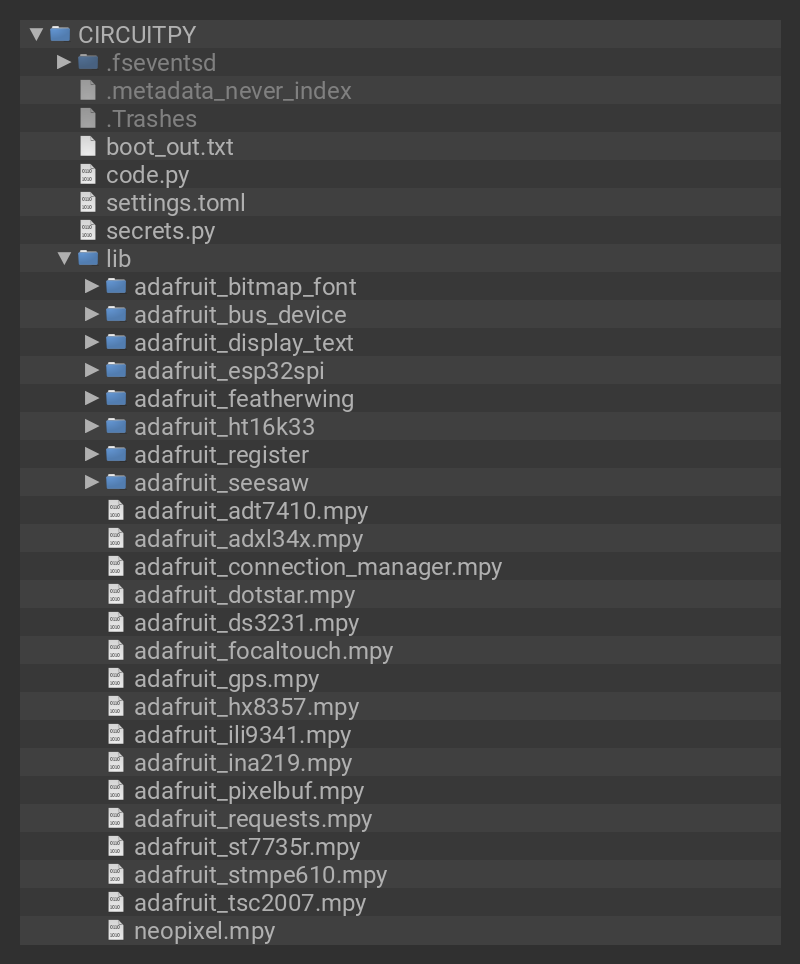 CIRCUITPY
.fseventsd
.metadata_never_index
.Trashes
boot_out.txt
code.py
settings.toml
secrets.py
lib
adafruit_bitmap_font
adafruit_bus_device
adafruit_display_text
adafruit_esp32spi
adafruit_featherwing
adafruit_ht16k33
adafruit_register
adafruit_seesaw
adafruit_adt7410.mpy
adafruit_adxl34x.mpy
adafruit_connection_manager.mpy
adafruit_dotstar.mpy
adafruit_ds3231.mpy
adafruit_focaltouch.mpy
adafruit_gps.mpy
adafruit_hx8357.mpy
adafruit_ili9341.mpy
adafruit_ina219.mpy
adafruit_pixelbuf.mpy
adafruit_requests.mpy
adafruit_st7735r.mpy
adafruit_stmpe610.mpy
adafruit_tsc2007.mpy
neopixel.mpy